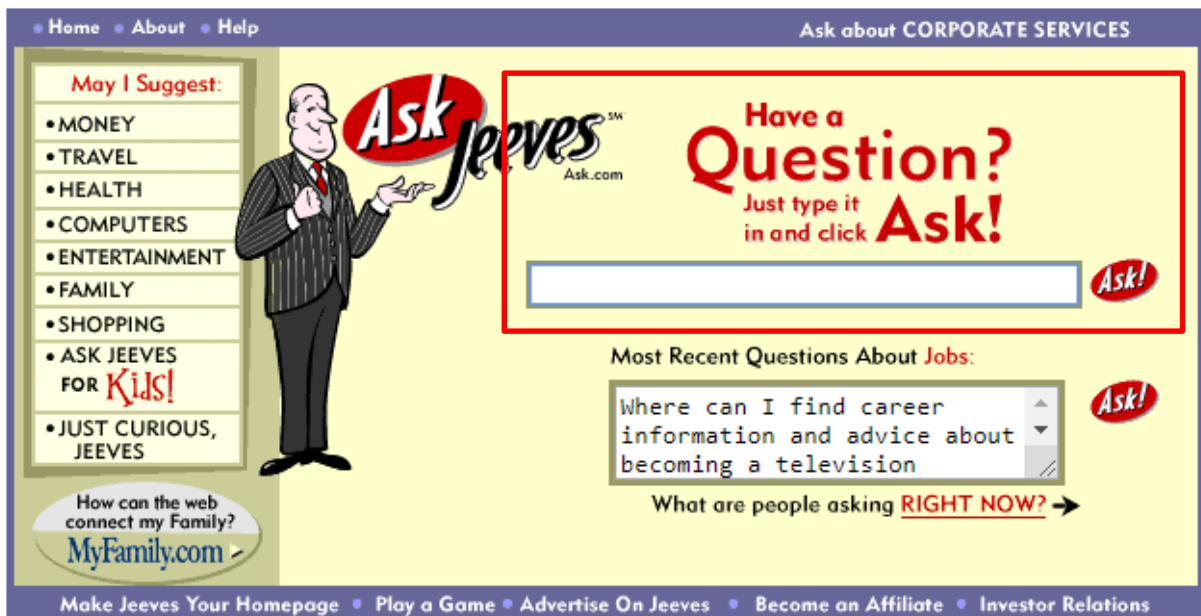 Home About Help
Ask about CORPORATE SERVICES
May I Suggest:
•MONEY
•TRAVEL
•HEALTH
•COMPUTERS
•ENTERTAINMENT
•FAMILY
•SHOPPING
•ASK JEEVES
FOR Kids!
•JUST CURIOUS,
JEEVES
How can the web
connect my Family?
MyFamily.com
Ask
Jeeves℠
Ask.com
Have a
Question?
Just type it
in and click Ask!
Ask!
Most Recent Questions About Jobs:
Where can I find career
information and advice about
becoming a television
Ask!
What are people asking RIGHT NOW?
Make Jeeves Your Homepage • Play a Game • Advertise On Jeeves • Become an Affiliate • Investor Relations